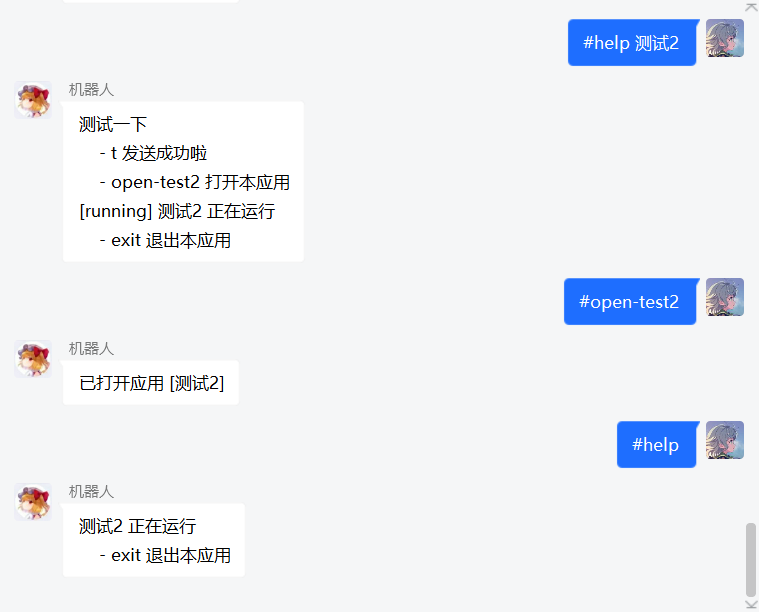 #help 测试2
机器人
测试一下
- t 发送成功啦
- open-test2 打开本应用
[running] 测试2 正在运行
- exit 退出本应用
#open-test2
机器人
已打开应用 [测试2]
#help
机器人
测试2 正在运行
- exit 退出本应用